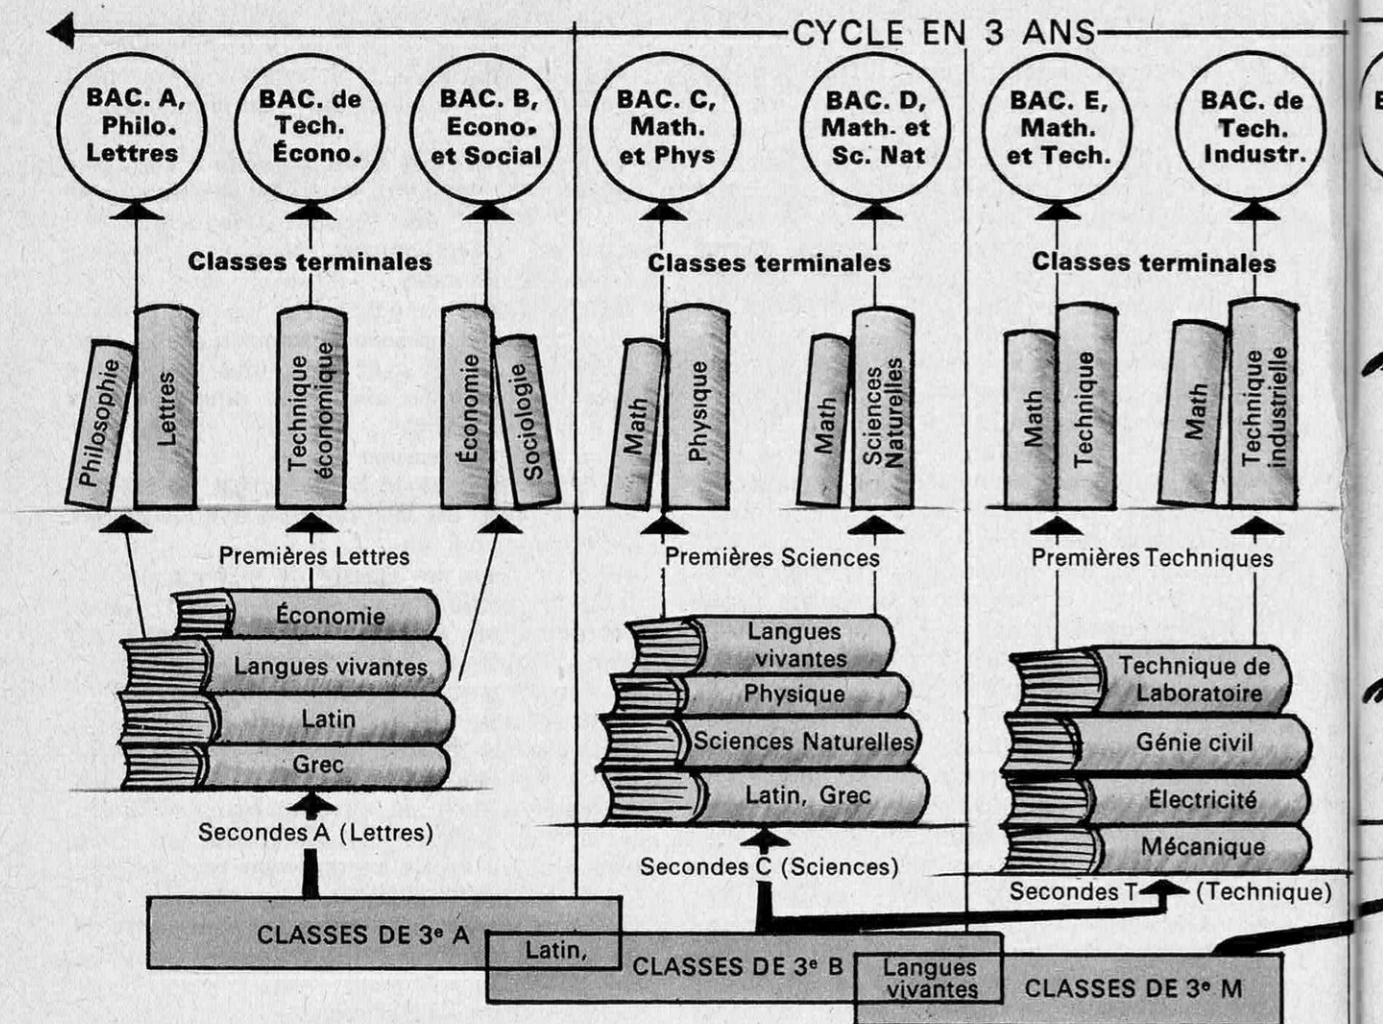 CYCLE EN 3 ANS
BAC. A,
Philo.
Lettres
BAC. de
Tech.
Écono.
BAC. B,
Econo.
et Social
BAC. C,
Math.
et Phys
BAC. D,
Math. et
Sc. Nat
BAC. E,
Math.
et Tech.
BAC. de
Tech.
Industr.
Classes terminales
Classes terminales
Classes terminales
Philosophie
Lettres
Technique
économique
Économie
Sociologie
Math
Physique
Math
Sciences
Naturelles
Math
Technique
Math
Technique
industrielle
Premières Lettres
Premières Sciences
Premières Techniques
Économie
Langues vivantes
Latin
Grec
Langues
vivantes
Physique
Sciences Naturelles
Latin, Grec
Technique de
Laboratoire
Génie civil
Électricité
Mécanique
Secondes A (Lettres)
Secondes C (Sciences)
Secondes T (Technique)
CLASSES DE 3e A
Latin,
CLASSES DE 3e B
Langues
vivantes
CLASSES DE 3e M